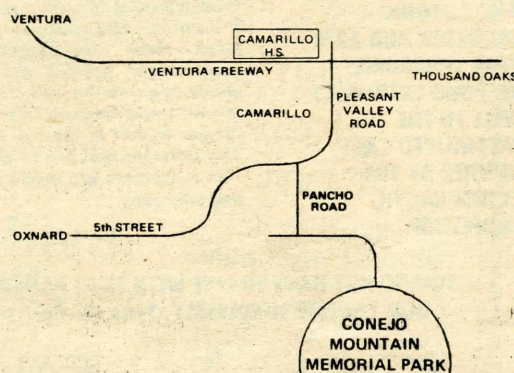 VENTURA
CAMARILLO
H.S.
VENTURA FREEWAY
THOUSAND OAKS
CAMARILLO
PLEASANT
VALLEY
ROAD
PANCHO
ROAD
5th STREET
OXNARD
CONEJO
MOUNTAIN
MEMORIAL PARK